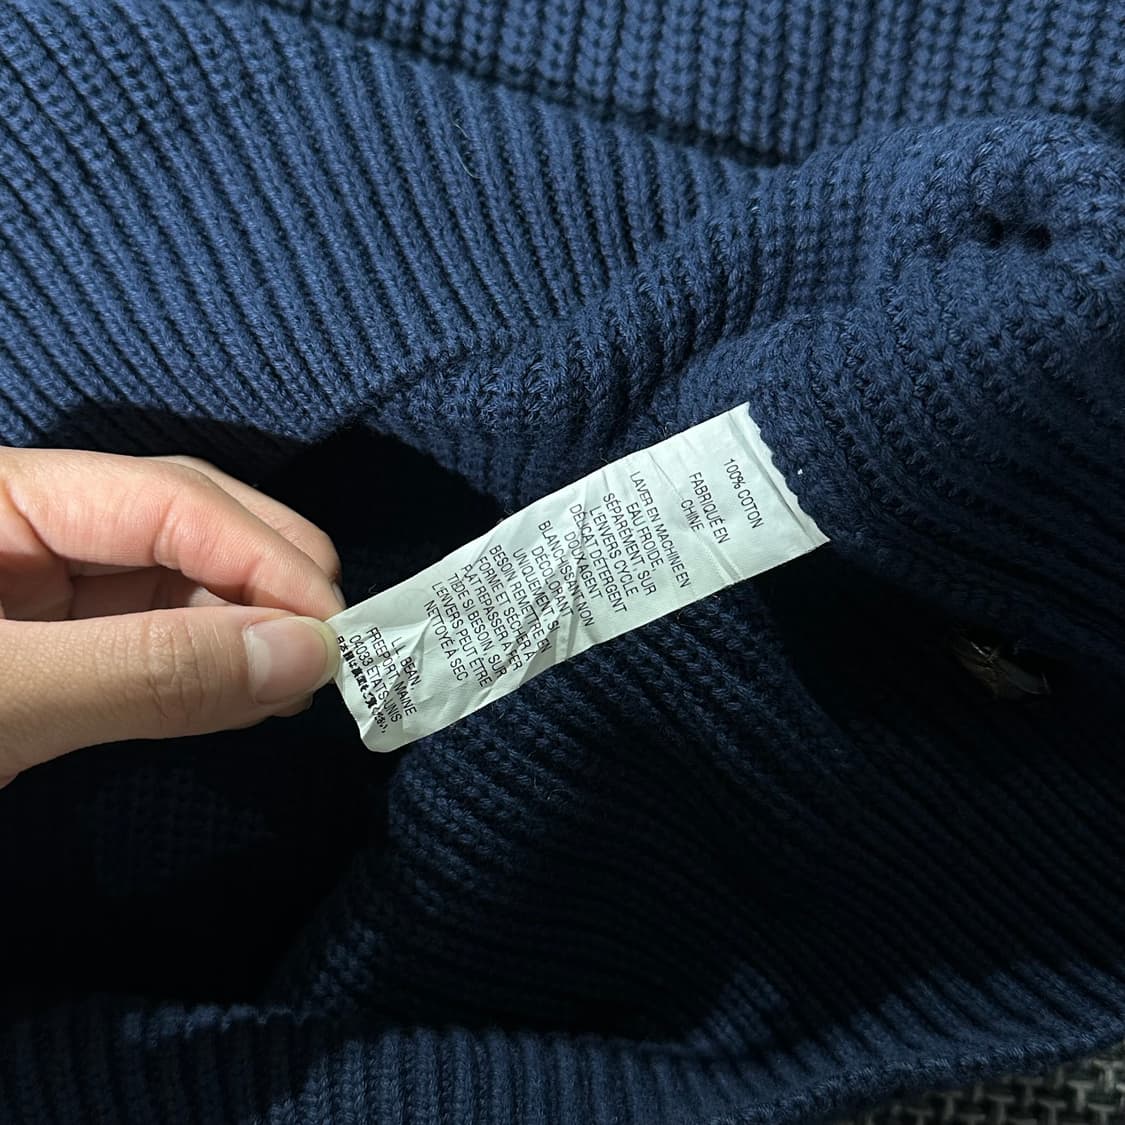 100% COTON
FABRIQUÉ EN
CHINE
LAVER EN MACHINE EN
EAU FROIDE,
SÉPARÉMENT, SUR
L'ENVERS CYCLE
DÉLICAT DÉTERGENT
DOUX AGENT
BLANCHISSANT NON
DÉCOLORANT
UNIQUEMENT SI
BESOIN REMETTRE EN
FORME ET SÉCHER À
PLAT REPASSER À FER
TIÈDE SI BESOIN, SUR
L'ENVERS PEUT ÊTRE
NETTOYÉ À SEC
L.L. BEAN,
FREEPORT, MAINE
04033 ÉTATS-UNIS